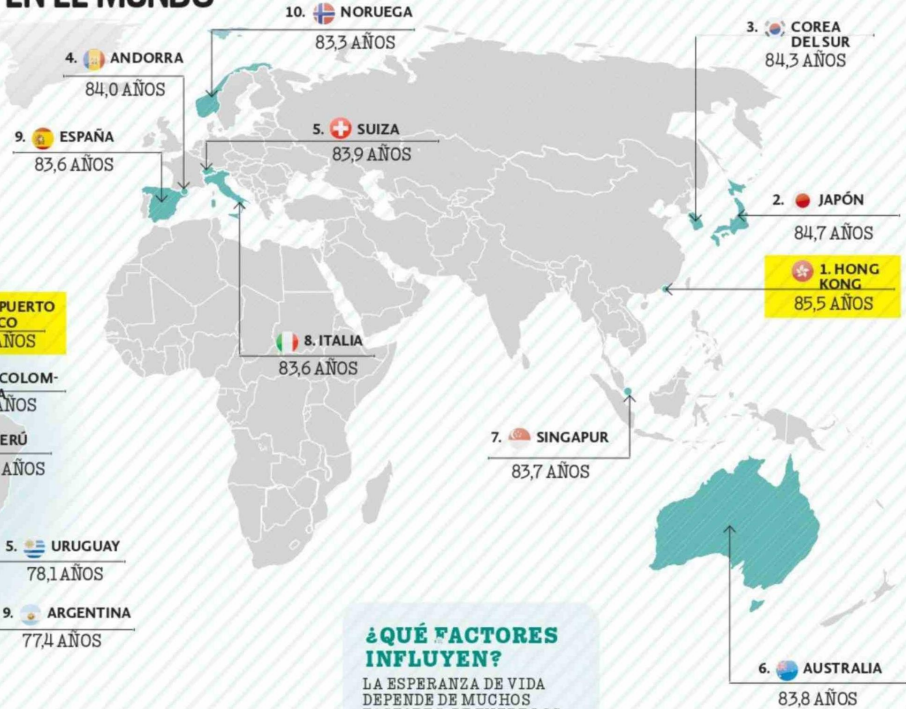 EN EL MUNDO
10. NORUEGA
83,3 AÑOS
3. COREA
DEL SUR
84,3 AÑOS
4. ANDORRA
84,0 AÑOS
9. ESPAÑA
83,6 AÑOS
5. SUIZA
83,9 AÑOS
2. JAPÓN
84,7 AÑOS
1. HONG
KONG
85,5 AÑOS
PUERTO
CO
AÑOS
8. ITALIA
83,6 AÑOS
COLOM-
A
AÑOS
ERÚ
AÑOS
7. SINGAPUR
83,7 AÑOS
5. URUGUAY
78,1 AÑOS
9. ARGENTINA
77,4 AÑOS
¿QUÉ FACTORES
INFLUYEN?
LA ESPERANZA DE VIDA
DEPENDE DE MUCHOS
6. AUSTRALIA
83,8 AÑOS